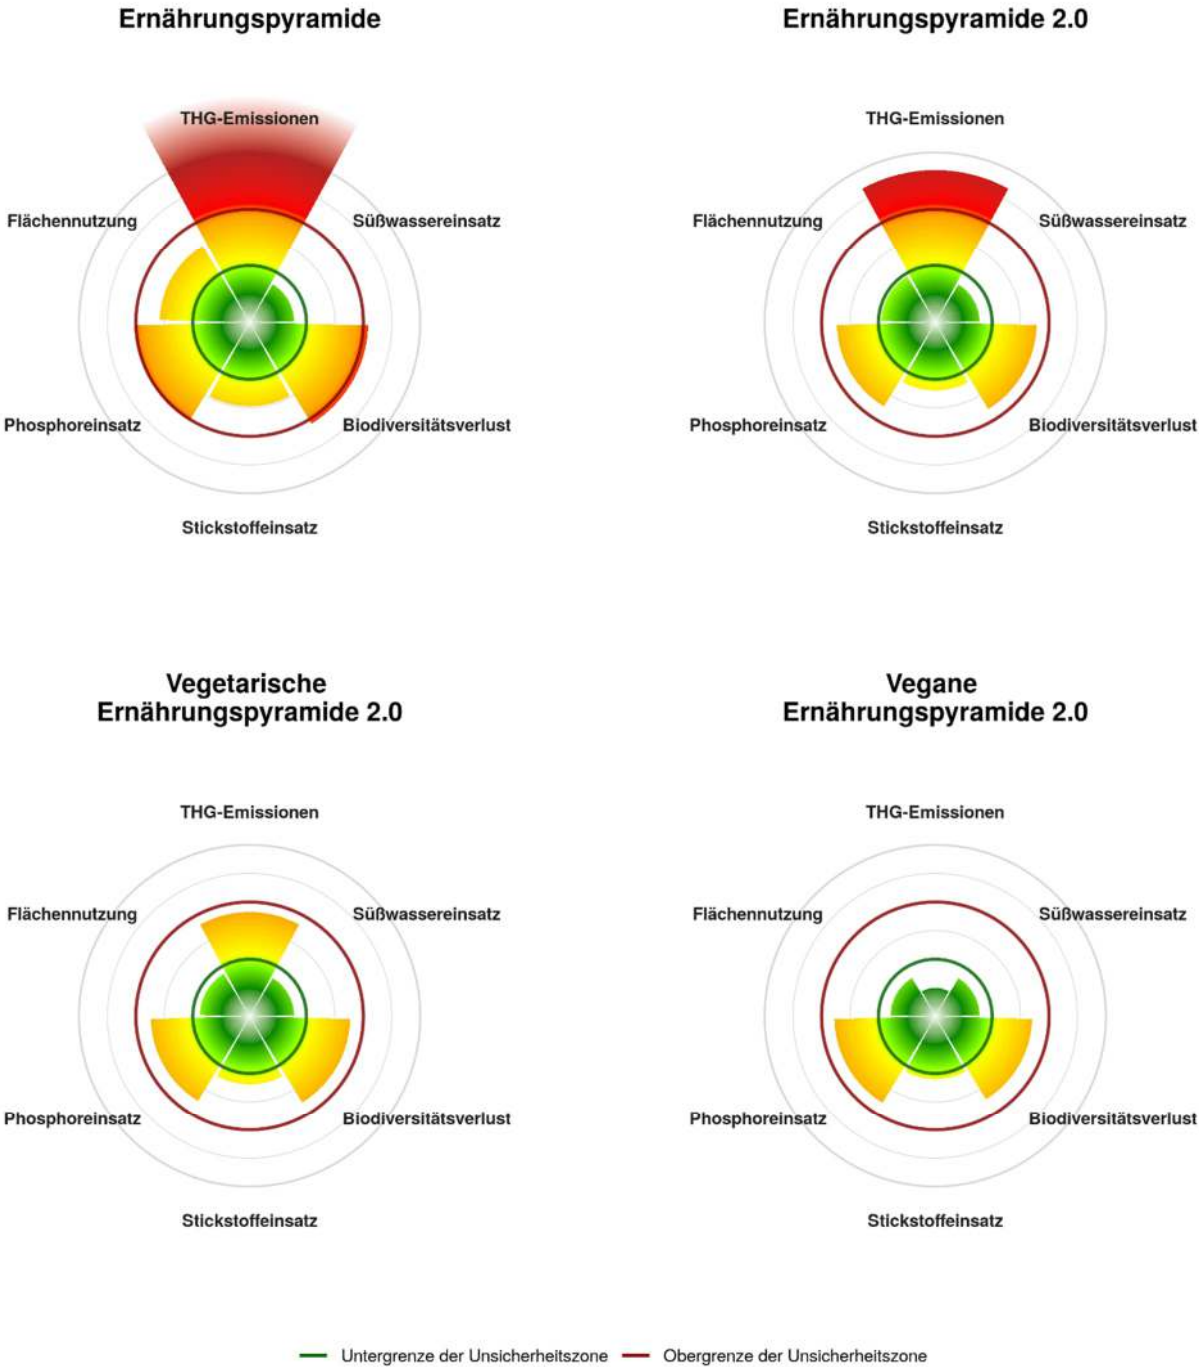 Ernährungspyramide
THG-Emissionen
Flächennutzung
Süßwassereinsatz
Phosphoreinsatz
Biodiversitätsverlust
Stickstoffeinsatz
Ernährungspyramide 2.0
THG-Emissionen
Flächennutzung
Süßwassereinsatz
Phosphoreinsatz
Biodiversitätsverlust
Stickstoffeinsatz
Vegetarische
Ernährungspyramide 2.0
THG-Emissionen
Flächennutzung
Süßwassereinsatz
Phosphoreinsatz
Biodiversitätsverlust
Stickstoffeinsatz
Vegane
Ernährungspyramide 2.0
THG-Emissionen
Flächennutzung
Süßwassereinsatz
Phosphoreinsatz
Biodiversitätsverlust
Stickstoffeinsatz
Untergrenze der Unsicherheitszone
Obergrenze der Unsicherheitszone